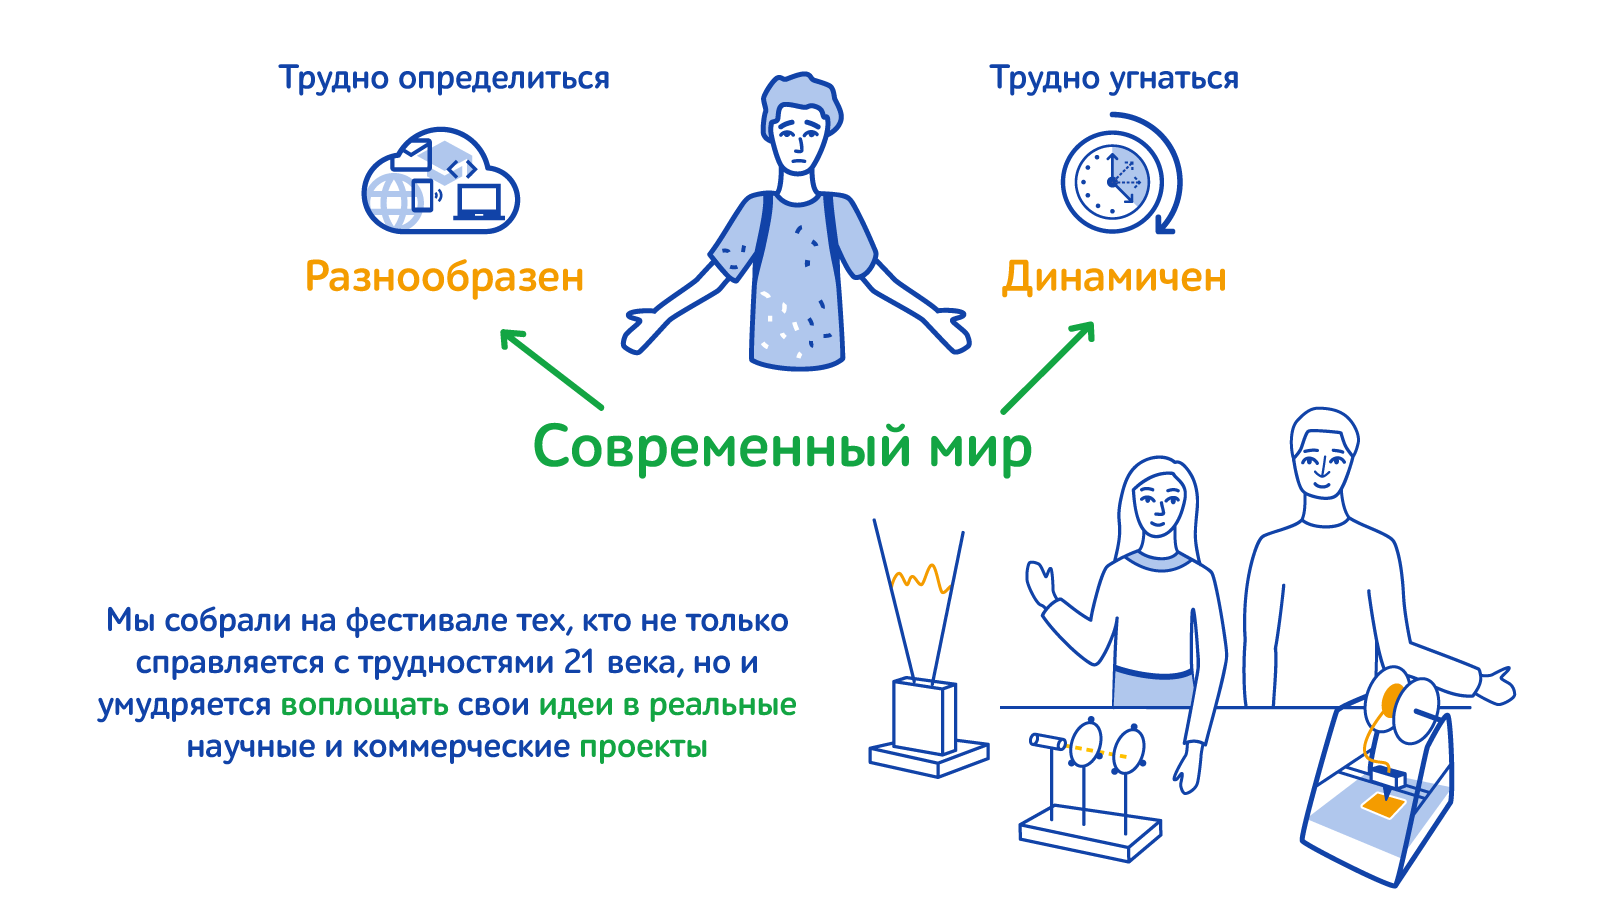 Трудно определиться
Трудно угнаться
Разнообразен
Динамичен
Современный мир
Мы собрали на фестивале тех, кто не только
справляется с трудностями 21 века, но и
умудряется воплощать свои идеи в реальные
научные и коммерческие проекты